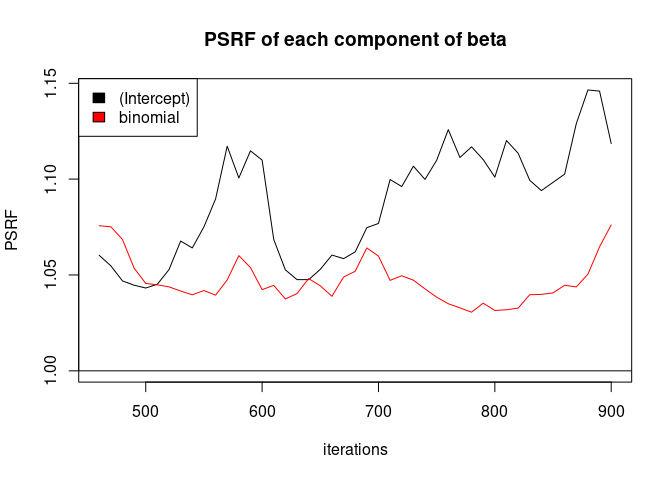 PSRF of each component of beta
(Intercept)
binomial
PSRF
1.15
1.10
1.05
1.00
500 600 700 800 900
iterations